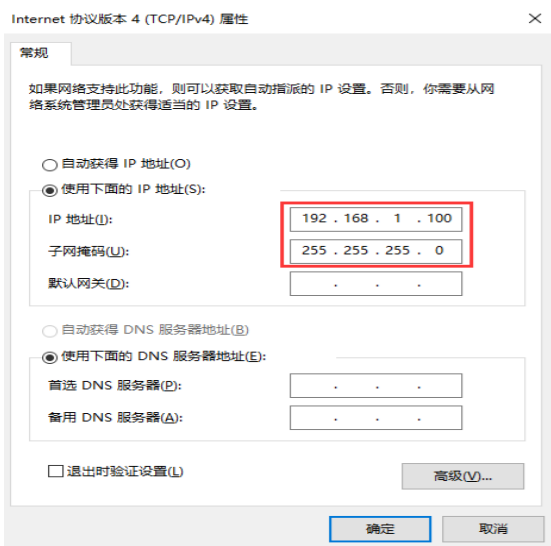 Internet 协议版本 4 (TCP/IPv4) 属性
常规
如果网络支持此功能，则可以获取自动指派的 IP 设置。否则，你需要从网
络系统管理员处获得适当的 IP 设置。
自动获得 IP 地址(O)
使用下面的 IP 地址(S):
IP 地址(I): 192 . 168 . 1 . 100
子网掩码(U): 255 . 255 . 255 . 0
默认网关(D): . . .
自动获得 DNS 服务器地址(B)
使用下面的 DNS 服务器地址(E):
首选 DNS 服务器(P): . . .
备用 DNS 服务器(A): . . .
退出时验证设置(L)
高级(V)...
确定 取消